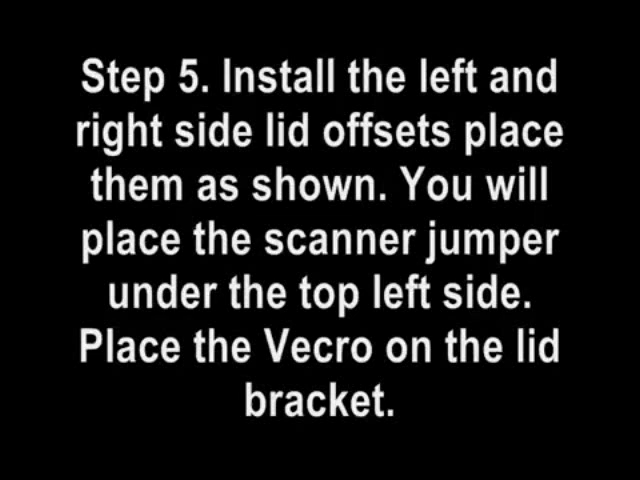 Step 5. Install the left and
right side lid offsets place
them as shown. You will
place the scanner jumper
under the top left side.
Place the Vecro on the lid
bracket.